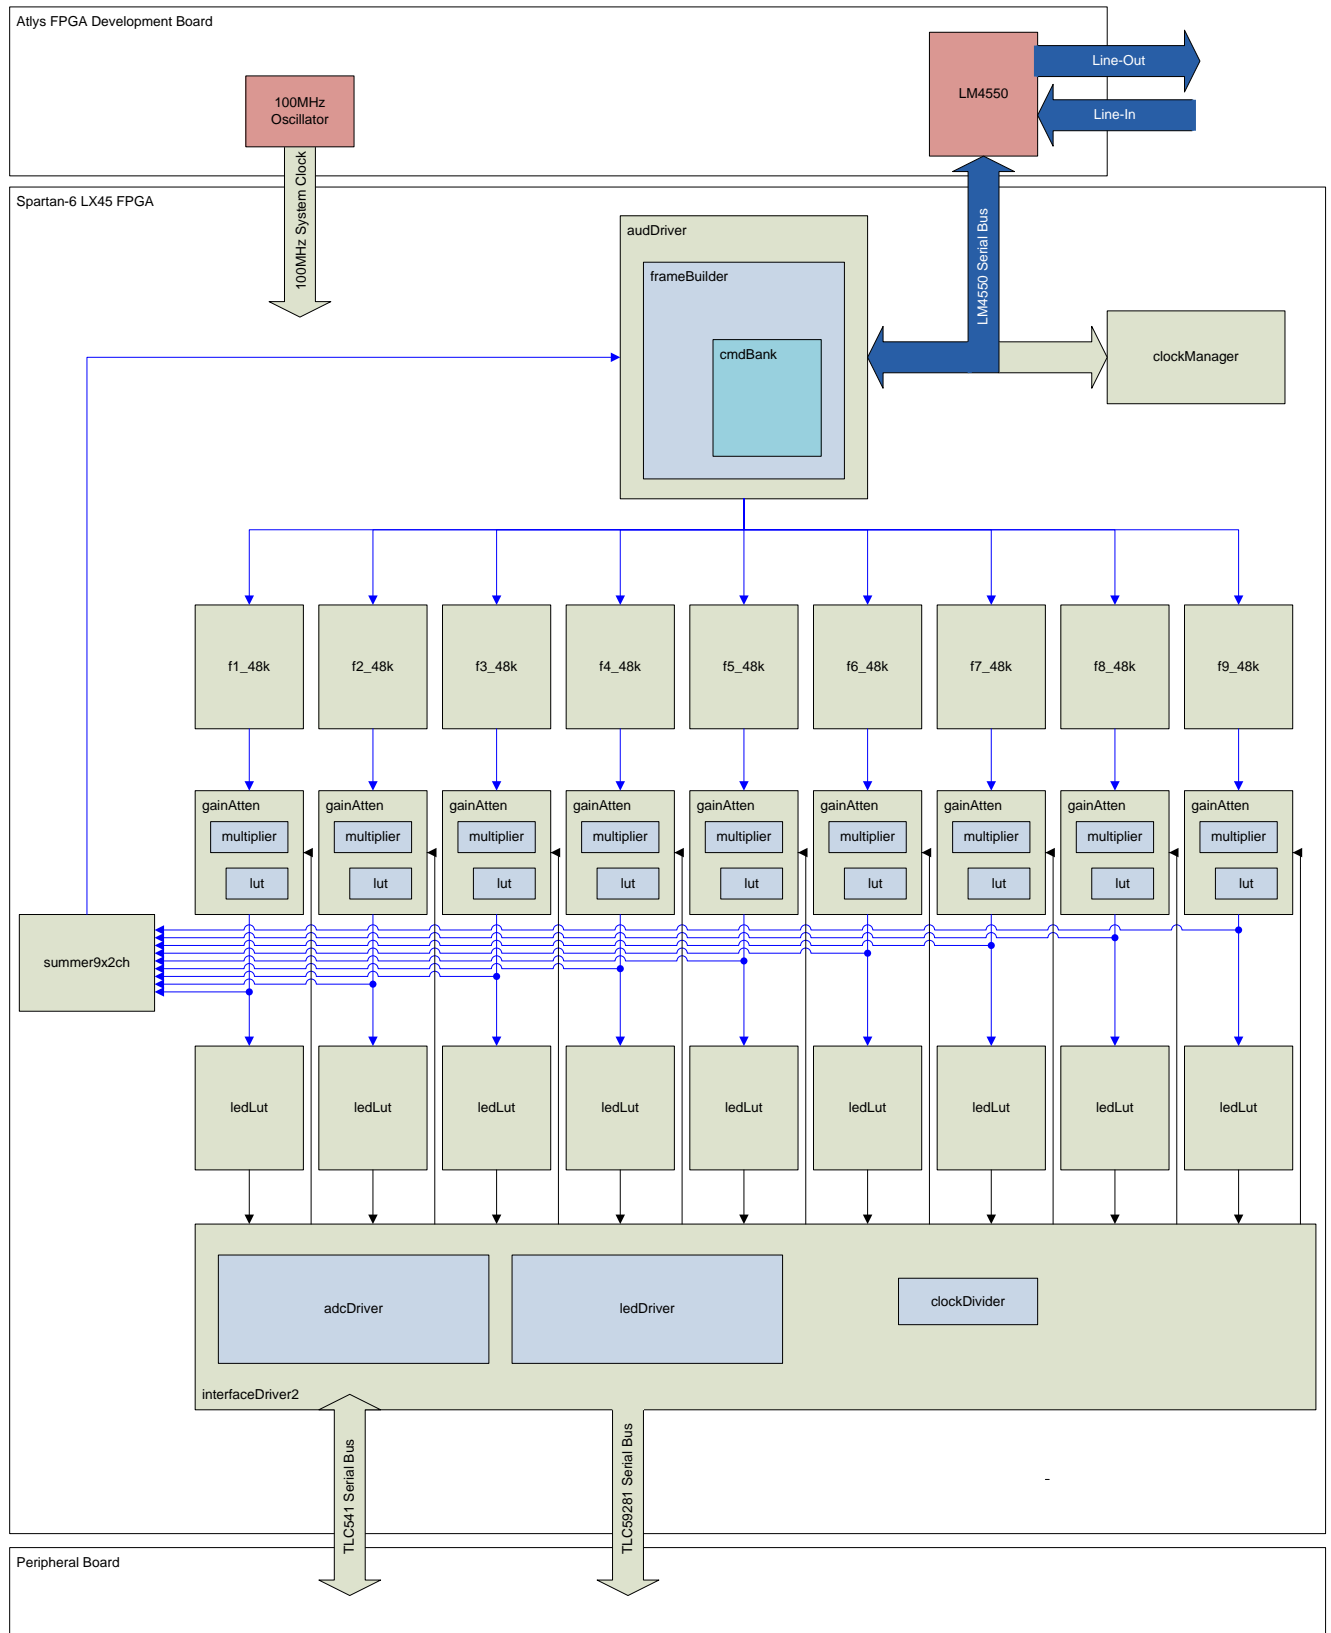 Atlys FPGA Development Board
Line-Out
100MHz
Oscillator
LM4550
Line-In
100MHz System Clock
Spartan-6 LX45 FPGA
audDriver
LM4550 Serial Bus
frameBuilder
cmdBank
clockManager
f1_48k
f2_48k
f3_48k
f4_48k
f5_48k
f6_48k
f7_48k
f8_48k
f9_48k
gainAtten
gainAtten
gainAtten
gainAtten
gainAtten
gainAtten
gainAtten
gainAtten
gainAtten
multiplier
multiplier
multiplier
multiplier
multiplier
multiplier
multiplier
multiplier
multiplier
lut
lut
lut
lut
lut
lut
lut
lut
lut
summer9x2ch
ledLut
ledLut
ledLut
ledLut
ledLut
ledLut
ledLut
ledLut
ledLut
adcDriver
ledDriver
clockDivider
interfaceDriver2
TLC541 Serial Bus
TLC59281 Serial Bus
Peripheral Board